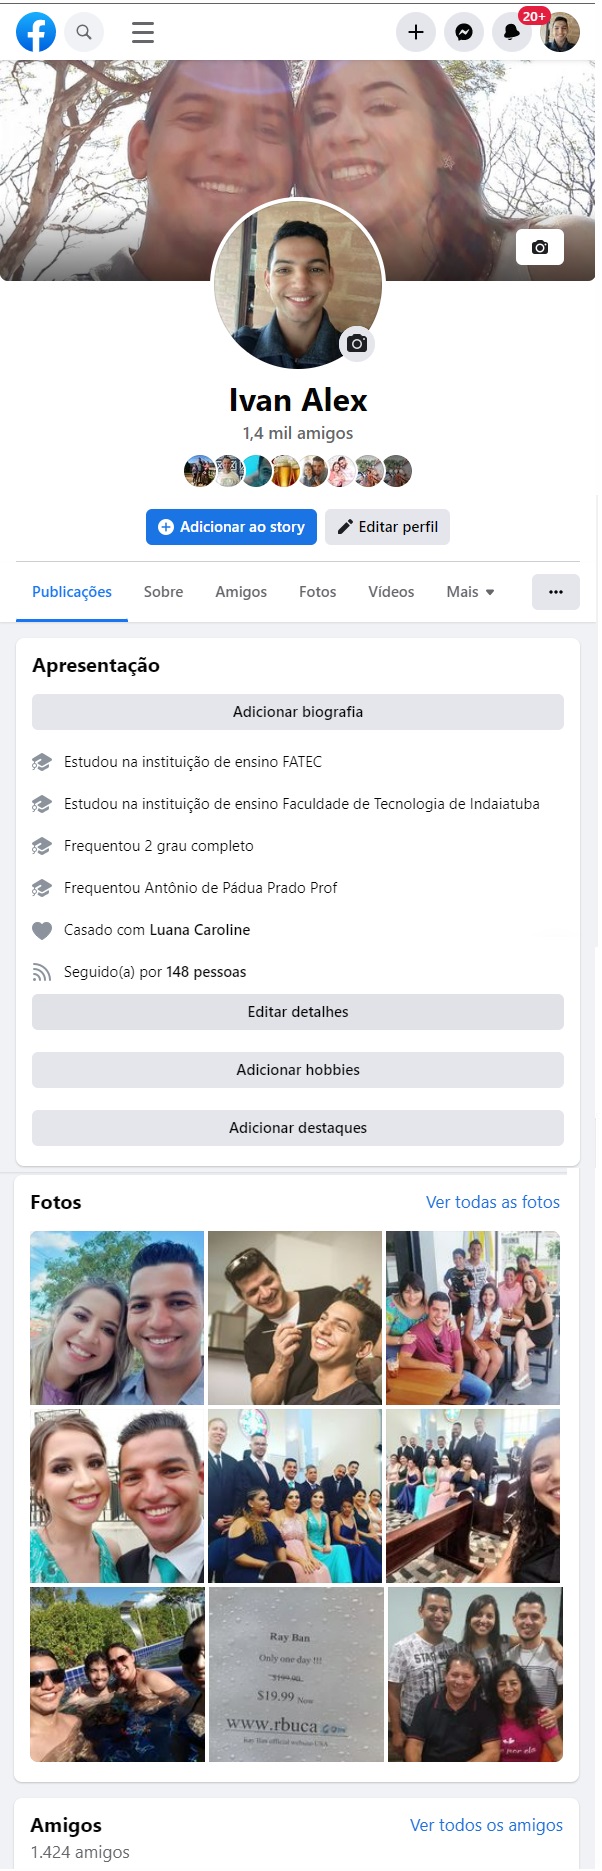 20+
Ivan Alex
1,4 mil amigos
Adicionar ao story
Editar perfil
Publicações
Sobre
Amigos
Fotos
Vídeos
Mais
Apresentação
Adicionar biografia
Estudou na instituição de ensino FATEC
Estudou na instituição de ensino Faculdade de Tecnologia de Indaiatuba
Frequentou 2 grau completo
Frequentou Antônio de Pádua Prado Prof
Casado com Luana Caroline
Seguido(a) por 148 pessoas
Editar detalhes
Adicionar hobbies
Adicionar destaques
Fotos
Ver todas as fotos
Ray Ban
Only one day !!!
$199.90
$19.99 Now
www.rbuca
Ray Ban official website-USA
STAR
por ela
Amigos
Ver todos os amigos
1.424 amigos